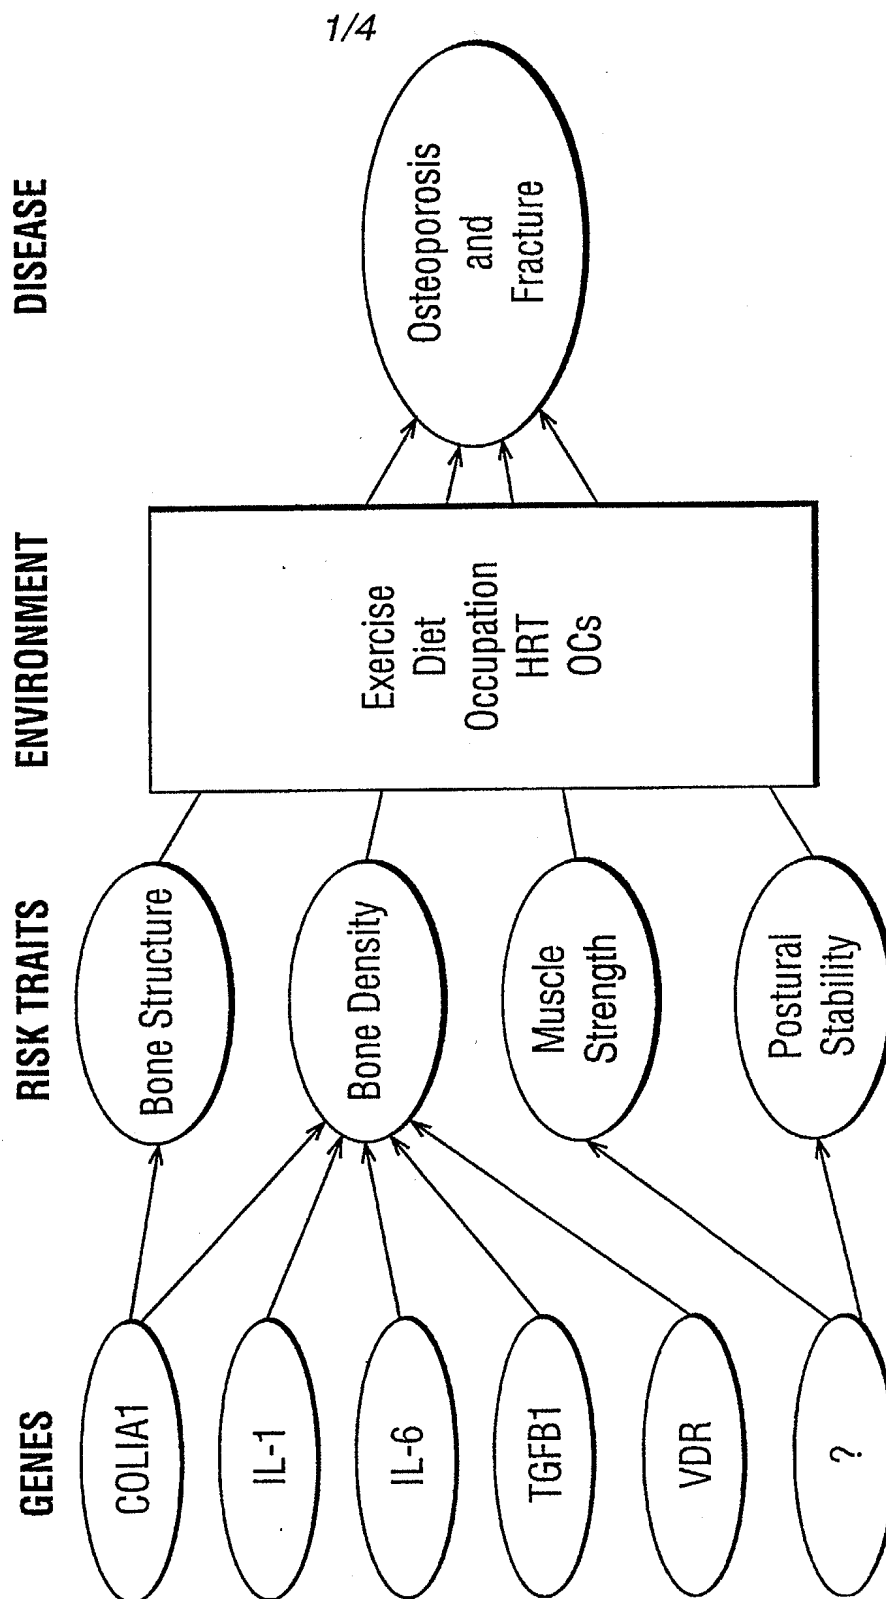 1/4
GENES
RISK TRAITS
ENVIRONMENT
DISEASE
COLIA1
IL-1
IL-6
TGFB1
VDR
?
Bone Structure
Bone Density
Muscle
Strength
Postural
Stability
Exercise
Diet
Occupation
HRT
OCs
Osteoporosis
and
Fracture